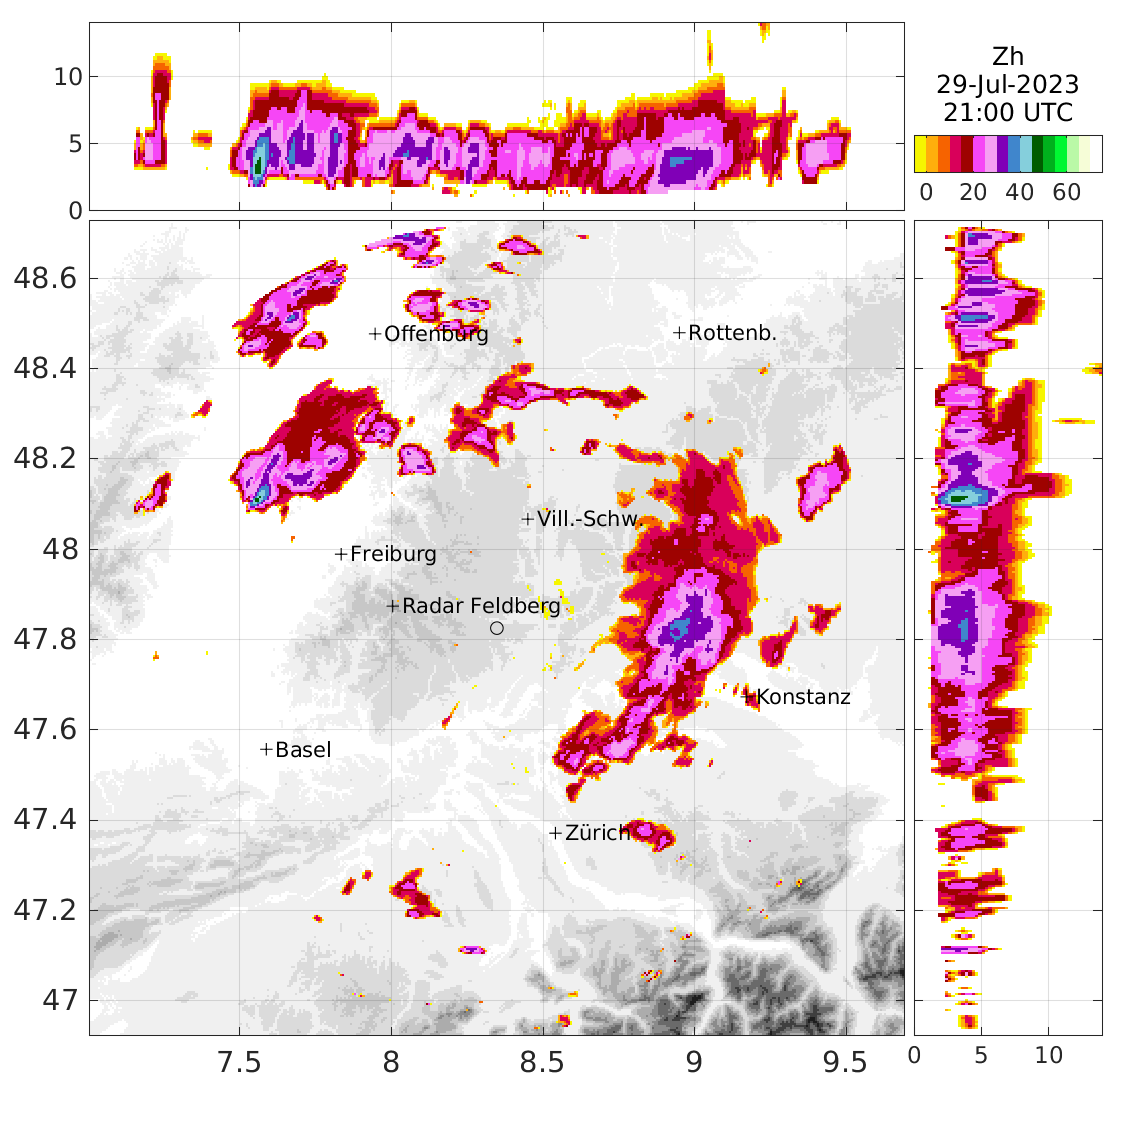 10
5
0
Zh
29-Jul-2023
21:00 UTC
0 20 40 60
48.6
48.4
48.2
48
47.8
47.6
47.4
47.2
47
Offenburg
Rottenb.
Vill.-Schw.
Freiburg
Radar Feldberg
Konstanz
Basel
Zürich
7.5 8 8.5 9 9.5
0 5 10